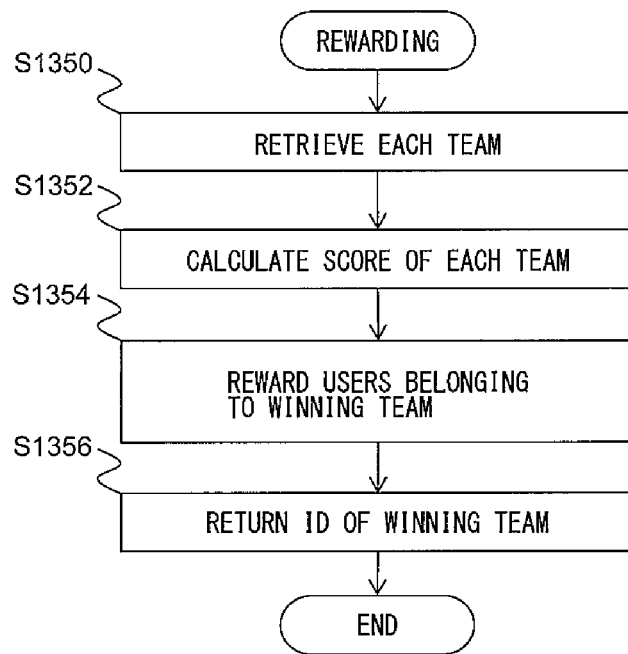 REWARDING
S1350
RETRIEVE EACH TEAM
S1352
CALCULATE SCORE OF EACH TEAM
S1354
REWARD USERS BELONGING
TO WINNING TEAM
S1356
RETURN ID OF WINNING TEAM
END